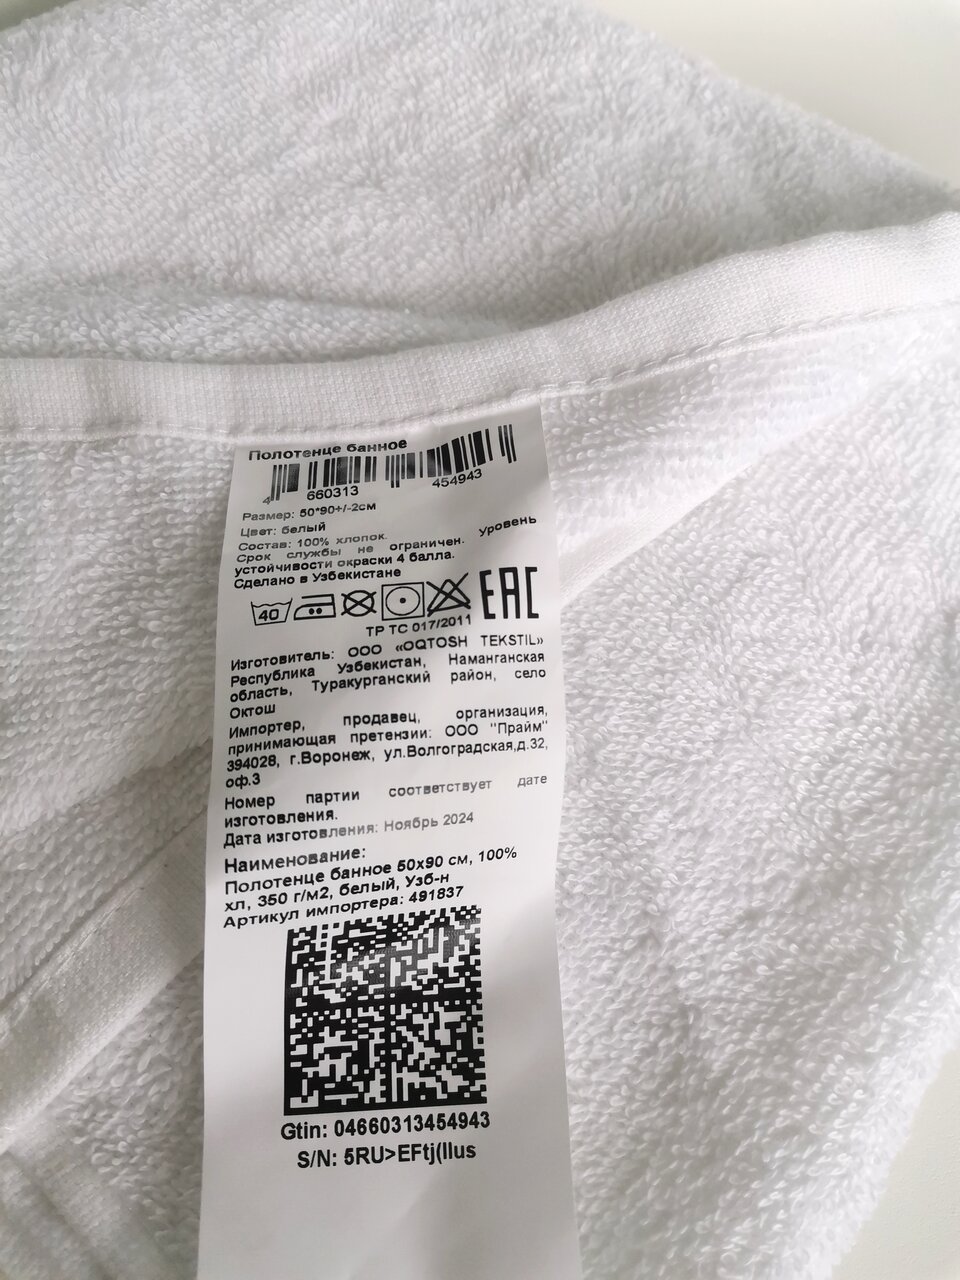 Полотенце банное
4 660313 454943
Размер: 50*90+/-2см
Цвет: белый
Состав: 100% хлопок.
Срок службы не ограничен. уровень
устойчивости окраски 4 балла.
Сделано в Узбекистане
40 EAC
ТР ТС 017/2011
Изготовитель: ООО «OQTOSH TEKSTIL»
Республика Узбекистан, Наманганская
область, Туракурганский район, село
Октош
Импортер, продавец, организация,
принимающая претензии: ООО "Прайм"
394028, г.Воронеж, ул.Волгоградская,д.32,
оф.3
Номер партии соответствует дате
изготовления.
Дата изготовления: Ноябрь 2024
Наименование:
Полотенце банное 50х90 см, 100%
хл, 350 г/м2, белый, Узб-н
Артикул импортера: 491837
Gtin: 04660313454943
S/N: 5RU>EFtj(IIus